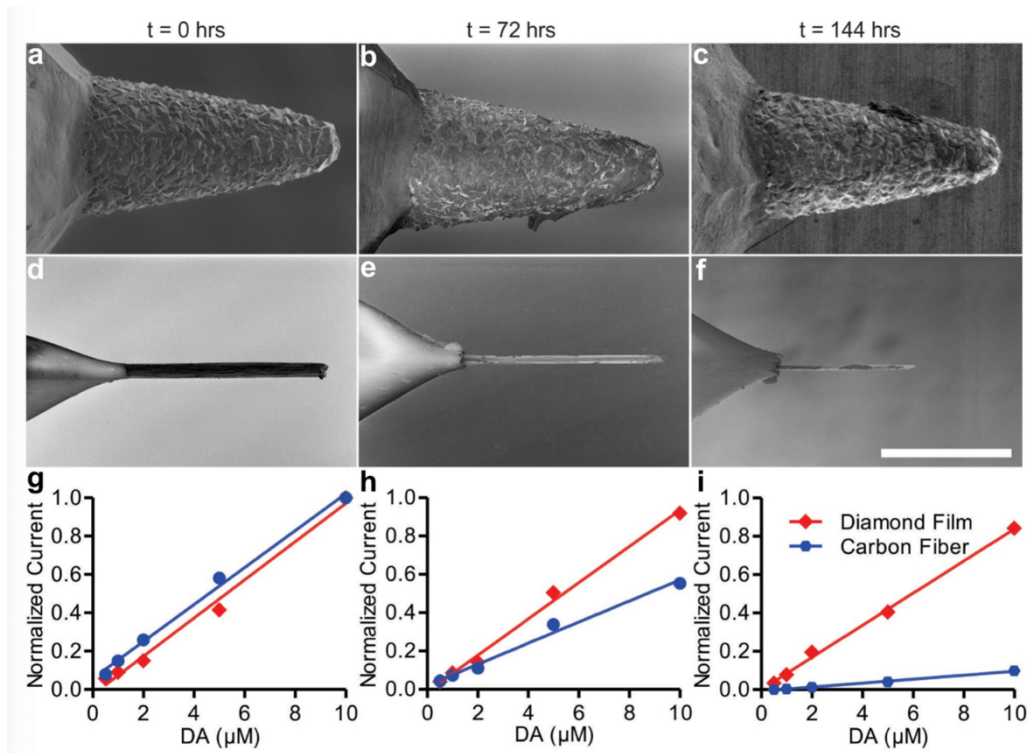 t = 0 hrs t = 72 hrs t = 144 hrs
a b c
d e f
g h i
Normalized Current
1.0
0.8
0.6
0.4
0.2
0.0
0 2 4 6 8 10
DA (µM)
Normalized Current
1.0
0.8
0.6
0.4
0.2
0.0
0 2 4 6 8 10
DA (µM)
Normalized Current
1.0
0.8
0.6
0.4
0.2
0.0
0 2 4 6 8 10
DA (µM)
Diamond Film
Carbon Fiber